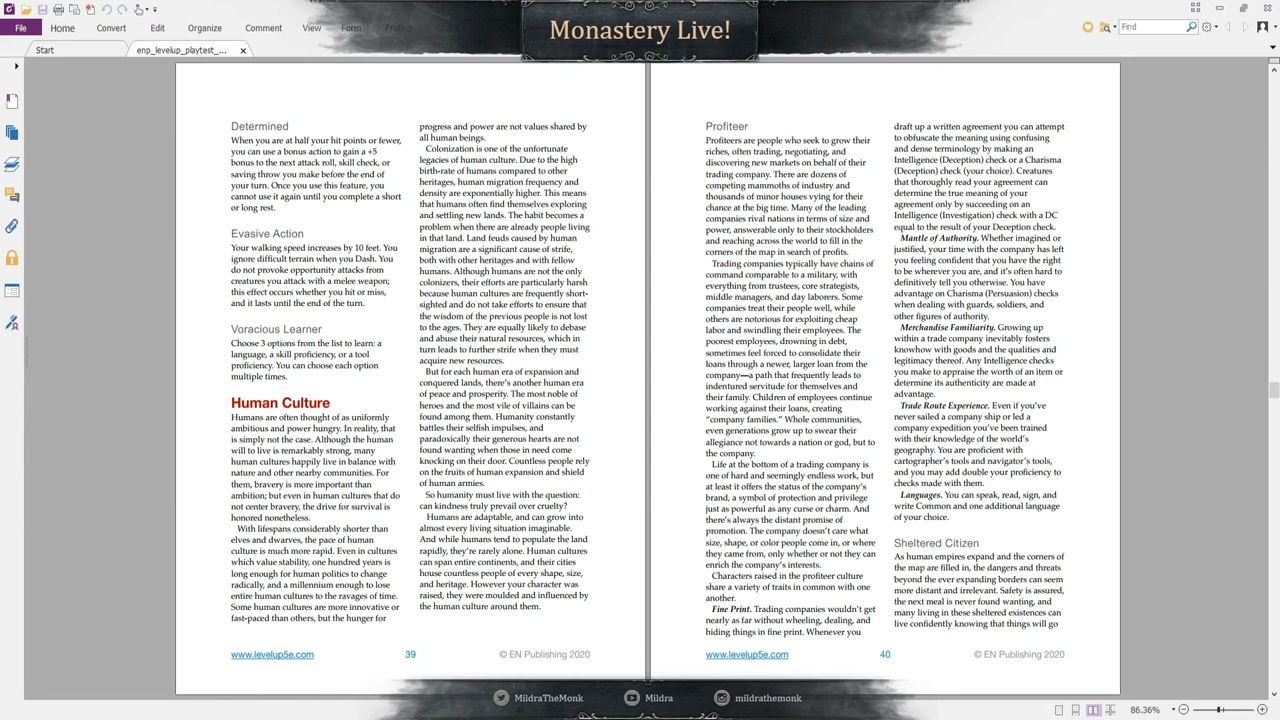 Monastery Live!
File
Home
Convert
Edit
Organize
Comment
View
Form
Protect
Find
Start
enp_levelup_playtest_...
Determined
When you are at half your hit points or fewer,
you can use a bonus action to gain a +5
bonus to the next attack roll, skill check, or
saving throw you make before the end of
your turn. Once you use this feature, you
cannot use it again until you complete a short
or long rest.
Evasive Action
Your walking speed increases by 10 feet. You
ignore difficult terrain when you Dash. You
do not provoke opportunity attacks from
creatures you attack with a melee weapon;
this effect occurs whether you hit or miss,
and it lasts until the end of the turn.
Voracious Learner
Choose 3 options from the list to learn: a
language, a skill proficiency, or a tool
proficiency. You can choose each option
multiple times.
Human Culture
Humans are often thought of as uniformly
ambitious and power hungry. In reality, that
is simply not the case. Although the human
will to live is remarkably strong, many
human cultures happily live in balance with
nature and other nearby communities. For
them, bravery is more important than
ambition; but even in human cultures that do
not center bravery, the drive for survival is
honored nonetheless.
With lifespans considerably shorter than
elves and dwarves, the pace of human
culture is much more rapid. Even in cultures
which value stability, one hundred years is
long enough for human politics to change
radically, and a millennium enough to lose
entire human cultures to the ravages of time.
Some human cultures are more innovative or
fast-paced than others, but the hunger for
progress and power are not values shared by
all human beings.
Colonization is one of the unfortunate
legacies of human culture. Due to the high
birth-rate of humans compared to other
heritages, human migration frequency and
density are exponentially higher. This means
that humans often find themselves exploring
and settling new lands. The habit becomes a
problem when there are already people living
in that land. Land feuds caused by human
migration are a significant cause of strife,
both with other heritages and with fellow
humans. Although humans are not the only
colonizers, their efforts are particularly harsh
because human cultures are frequently short-
sighted and do not take efforts to ensure that
the wisdom of the previous people is not lost
to the ages. They are equally likely to debase
and abuse their natural resources, which in
turn leads to further strife when they must
acquire new resources.
But for each human era of expansion and
conquered lands, there's another human era
of peace and prosperity. The most noble of
heroes and the most vile of villains can be
found among them. Humanity constantly
battles their selfish impulses, and
paradoxically their generous hearts are not
found wanting when those in need come
knocking on their door. Countless people rely
on the fruits of human expansion and shield
of human armies.
So humanity must live with the question:
can kindness truly prevail over cruelty?
Humans are adaptable, and can grow into
almost every living situation imaginable.
And while humans tend to populate the land
rapidly, they're rarely alone. Human cultures
can span entire continents, and their cities
house countless people of every shape, size,
and heritage. However your character was
raised, they were moulded and influenced by
the human culture around them.
www.levelup5e.com
39
© EN Publishing 2020
Profiteer
Profiteers are people who seek to grow their
riches, often trading, negotiating, and
discovering new markets on behalf of their
trading company. There are dozens of
competing mammoths of industry and
thousands of minor houses vying for their
chance at the big time. Many of the leading
companies rival nations in terms of size and
power, answerable only to their stockholders
and reaching across the world to fill in the
corners of the map in search of profits.
Trading companies typically have chains of
command comparable to a military, with
everything from trustees, core strategists,
middle managers, and day laborers. Some
companies treat their people well, while
others are notorious for exploiting cheap
labor and swindling their employees. The
poorest employees, drowning in debt,
sometimes feel forced to consolidate their
loans through a newer, larger loan from the
company—a path that frequently leads to
indentured servitude for themselves and
their family. Children of employees continue
working against their loans, creating
“company families.” Whole communities,
even generations grow up to swear their
allegiance not towards a nation or god, but to
the company.
Life at the bottom of a trading company is
one of hard and seemingly endless work, but
at least it offers the status of the company's
brand, a symbol of protection and privilege
just as powerful as any curse or charm. And
there's always the distant promise of
promotion. The company doesn't care what
size, shape, or color people come in, or where
they came from, only whether or not they can
enrich the company's interests.
Characters raised in the profiteer culture
share a variety of traits in common with one
another.
Fine Print. Trading companies wouldn't get
nearly as far without wheeling, dealing, and
hiding things in fine print. Whenever you
draft up a written agreement you can attempt
to obfuscate the meaning using confusing
and dense terminology by making an
Intelligence (Deception) check or a Charisma
(Deception) check (your choice). Creatures
that thoroughly read your agreement can
determine the true meaning of your
agreement only by succeeding on an
Intelligence (Investigation) check with a DC
equal to the result of your Deception check.
Mantle of Authority. Whether imagined or
justified, your time with the company has left
you feeling confident that you have the right
to be wherever you are, and it's often hard to
definitively tell you otherwise. You have
advantage on Charisma (Persuasion) checks
when dealing with guards, soldiers, and
other figures of authority.
Merchandise Familiarity. Growing up
within a trade company inevitably fosters
knowhow with goods and the qualities and
legitimacy thereof. Any Intelligence checks
you make to appraise the worth of an item or
determine its authenticity are made at
advantage.
Trade Route Experience. Even if you've
never sailed a company ship or led a
company expedition you've been trained
with their knowledge of the world's
geography. You are proficient with
cartographer's tools and navigator's tools,
and you may add double your proficiency to
checks made with them.
Languages. You can speak, read, sign, and
write Common and one additional language
of your choice.
Sheltered Citizen
As human empires expand and the corners of
the map are filled in, the dangers and threats
beyond the ever expanding borders can seem
more distant and irrelevant. Safety is assured,
the next meal is never found wanting, and
many living in these sheltered existences can
live confidently knowing that things will go
www.levelup5e.com
40
© EN Publishing 2020
MildraTheMonk
Mildra
mildrathemonk
86.36%